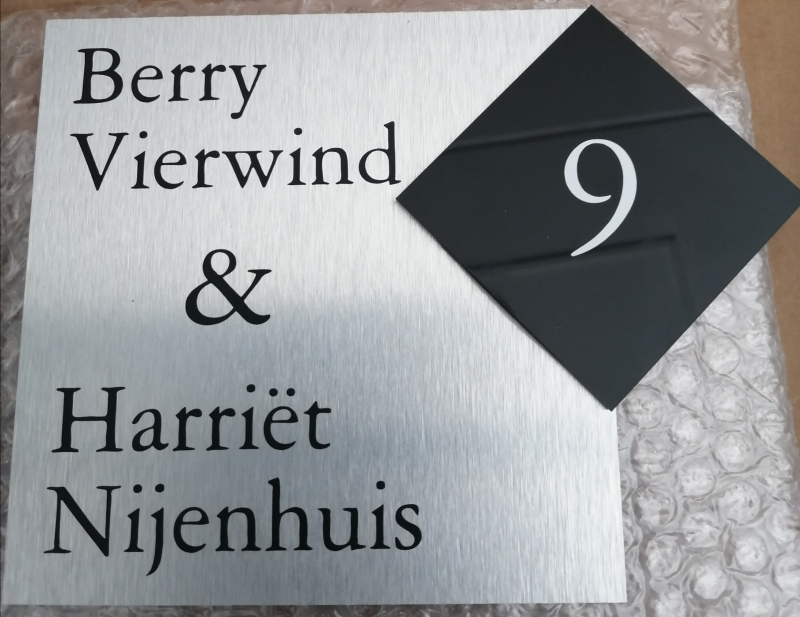 Berry
Vierwind
9
&
Harriët
Nijenhuis